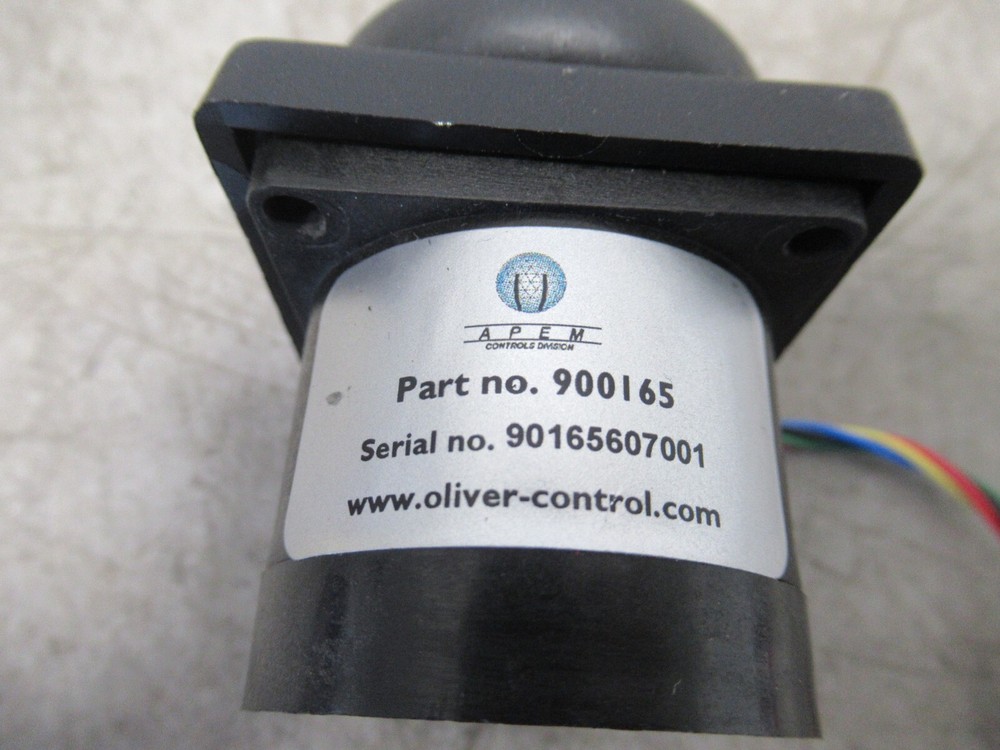 APEM
CONTROLS DIVISION
Part no. 900165
Serial no. 90165607001
www.oliver-control.com